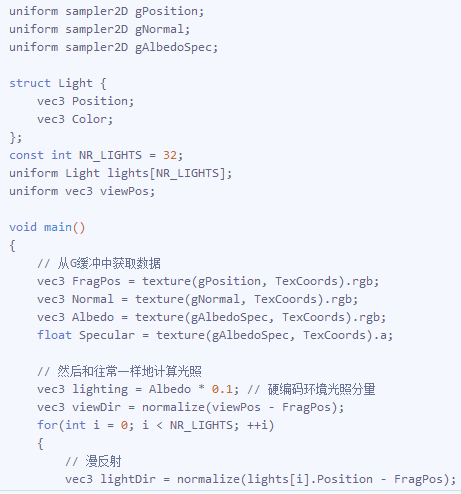 uniform sampler2D gPosition;
uniform sampler2D gNormal;
uniform sampler2D gAlbedoSpec;

struct Light {
    vec3 Position;
    vec3 Color;
};
const int NR_LIGHTS = 32;
uniform Light lights[NR_LIGHTS];
uniform vec3 viewPos;

void main()
{
    // 从G缓冲中获取数据
    vec3 FragPos = texture(gPosition, TexCoords).rgb;
    vec3 Normal = texture(gNormal, TexCoords).rgb;
    vec3 Albedo = texture(gAlbedoSpec, TexCoords).rgb;
    float Specular = texture(gAlbedoSpec, TexCoords).a;

    // 然后和往常一样地计算光照
    vec3 lighting = Albedo * 0.1; // 硬编码环境光照分量
    vec3 viewDir = normalize(viewPos - FragPos);
    for(int i = 0; i < NR_LIGHTS; ++i)
    {
        // 漫反射
        vec3 lightDir = normalize(lights[i].Position - FragPos);